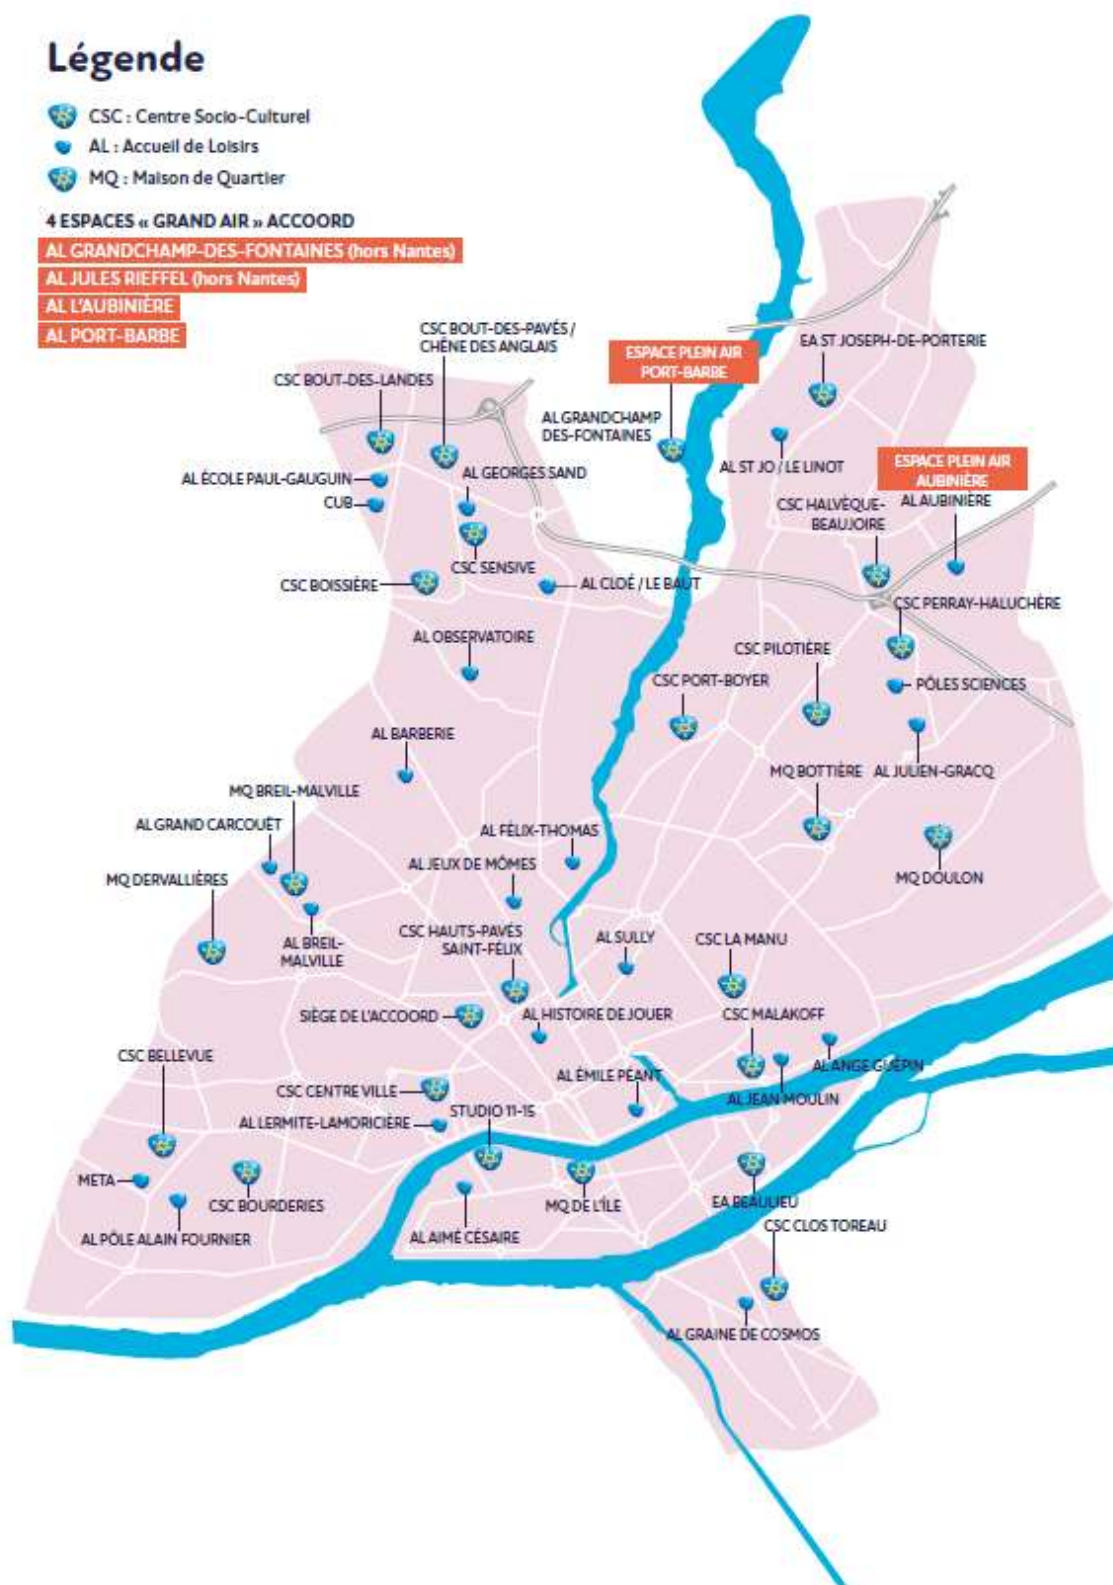 Légende
CSC : Centre Socio-Culturel
AL : Accueil de Loisirs
MQ : Maison de Quartier
4 ESPACES « GRAND AIR » ACCOORD
AL GRANDCHAMP-DES-FONTAINES (hors Nantes)
AL JULES RIEFFEL (hors Nantes)
AL L'AUBINIÈRE
AL PORT-BARBE
CSC BOUT-DES-PAVÉS /
CHÊNE DES ANGLAIS
CSC BOUT-DES-LANDES
ESPACE PLEIN AIR
PORT-BARBE
EA ST JOSEPH-DE-PORTERIE
AL GRANDCHAMP
DES-FONTAINES
AL ÉCOLE PAUL-GAUGUIN
AL GEORGES SAND
AL ST JO / LE LINOT
ESPACE PLEIN AIR
AUBINIÈRE
AL AUBINIÈRE
CUB
CSC HALVÈQUE-
BEAUJOIRE
CSC SENSIVE
CSC BOISSIÈRE
AL CLOÉ / LE BAUT
CSC PERRAY-HALUCHÈRE
AL OBSERVATOIRE
CSC PILOTIÈRE
CSC PORT-BOYER
PÔLES SCIENCES
AL BARBERIE
MQ BOTTIÈRE
AL JULIEN-GRACQ
MQ BREIL-MALVILLE
AL GRAND CARCOUËT
AL FÉLIX-THOMAS
AL JEUX DE MÔMES
MQ DERVALLIÈRES
MQ DOULON
CSC HAUTS-PAVÉS
SAINT-FÉLIX
AL BREIL-
MALVILLE
AL SULLY
CSC LA MANU
SIÈGE DE L'ACCOORD
AL HISTOIRE DE JOUER
CSC MALAKOFF
CSC BELLEVUE
AL ANGE GUÉPIN
AL ÉMILE PÉANT
CSC CENTRE VILLE
AL JEAN MOULIN
STUDIO 11-15
AL LERMITE-LAMORICIÈRE
META
CSC BOURDERIES
MQ DE L'ÎLE
EA BEAULIEU
AL PÔLE ALAIN FOURNIER
AL AIMÉ CÉSAIRE
CSC CLOS TOREAU
AL GRAINE DE COSMOS